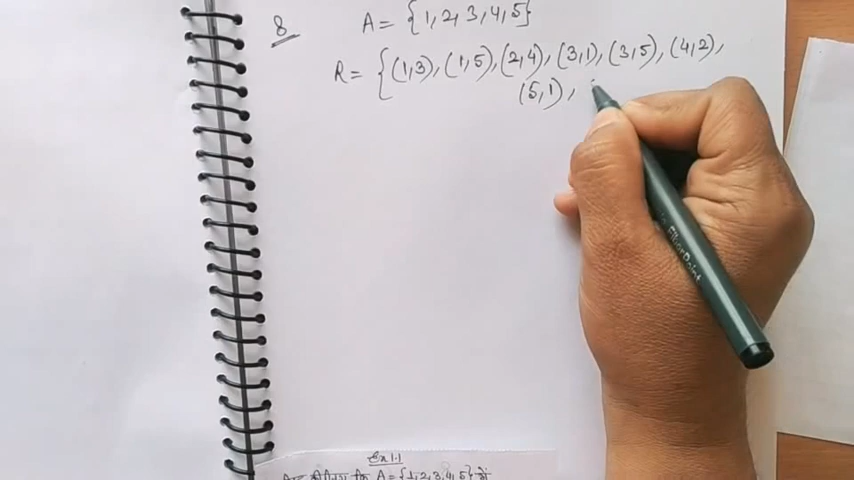 8 A = {1,2,3,4,5}
R = {(1,3), (1,5), (2,4), (3,1), (3,5), (4,2),
(5,1),
Ex 1.1
A = {1,2,3,4,5} में